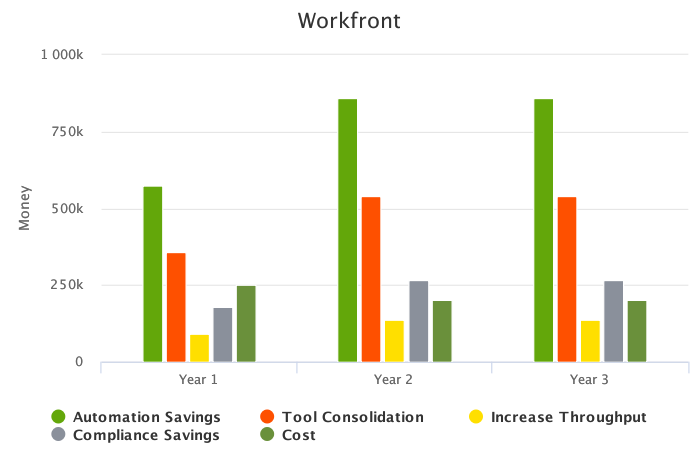 Workfront
1 000k
750k
500k
250k
0
Money
Year 1
Year 2
Year 3
Automation Savings
Tool Consolidation
Increase Throughput
Compliance Savings
Cost